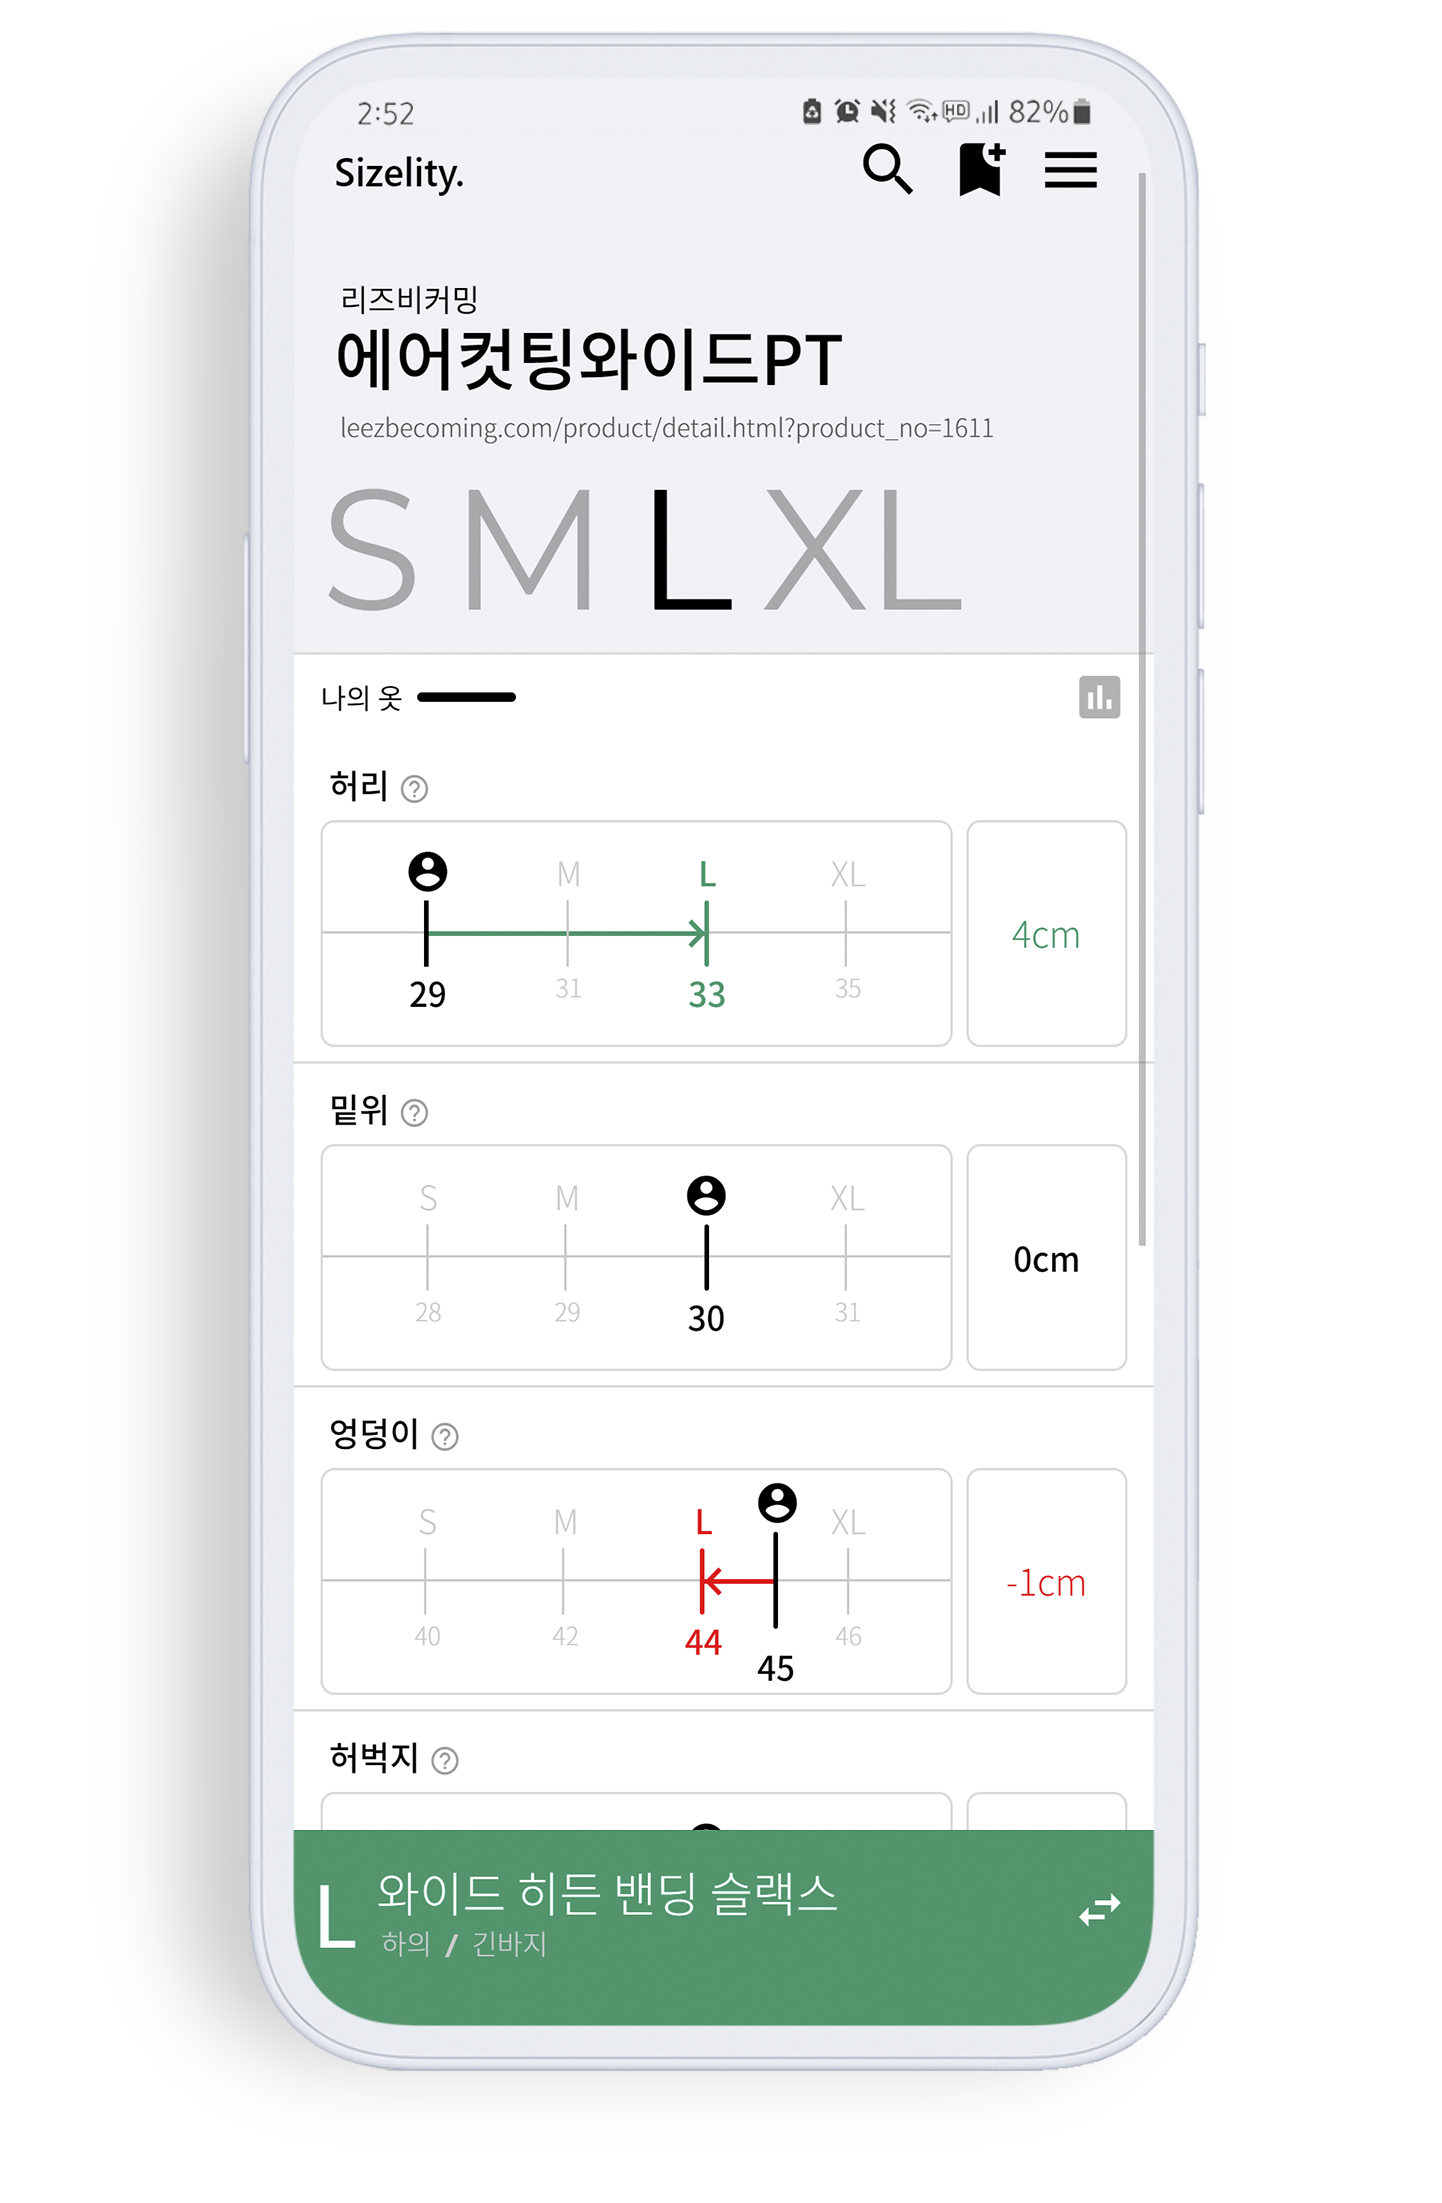 2:52 HD 82%
Sizelity.
리즈비커밍
에어컷팅와이드PT
leezbecoming.com/product/detail.html?product_no=1611
S M L XL
나의 옷
허리 ?
M L XL
29 31 33 35
4cm
밑위 ?
S M XL
28 29 30 31
0cm
엉덩이 ?
S M L XL
40 42 44 45 46
-1cm
허벅지 ?
L 와이드 히든 밴딩 슬랙스
하의 / 긴바지